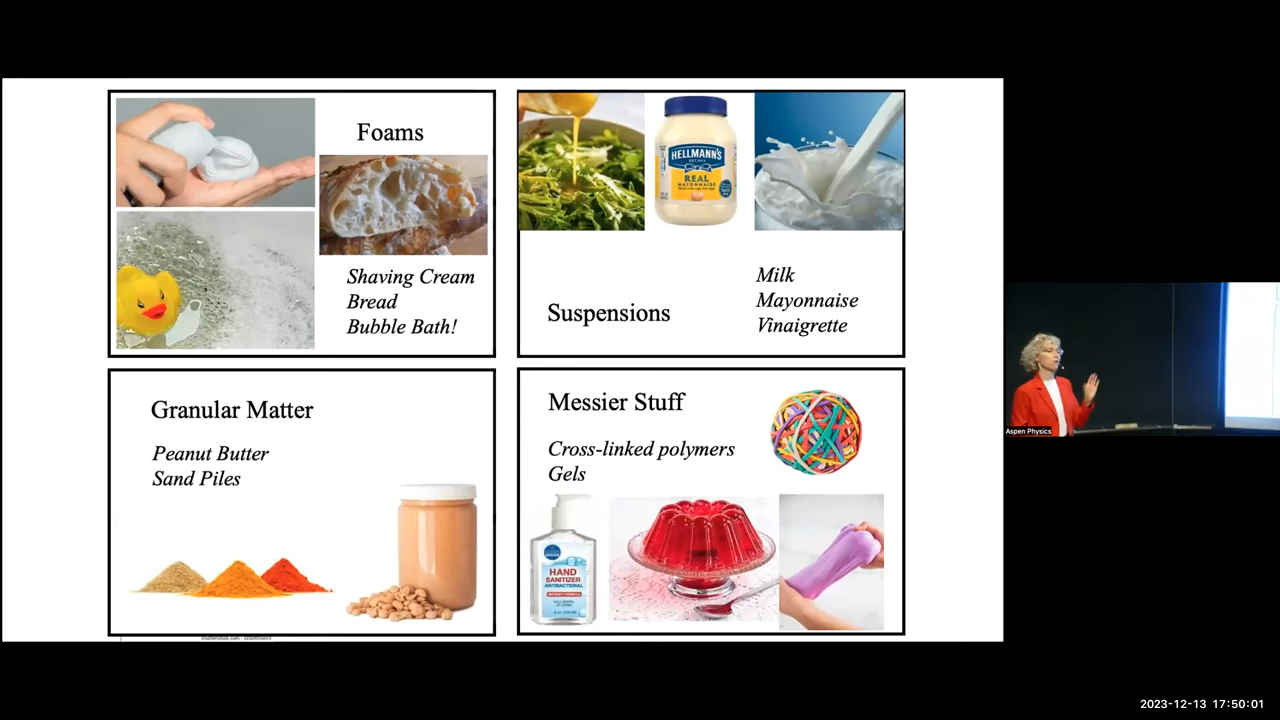 Foams
Shaving Cream
Bread
Bubble Bath!
HELLMANN'S
REAL
MAYONNAISE
Suspensions
Milk
Mayonnaise
Vinaigrette
Granular Matter
Peanut Butter
Sand Piles
Messier Stuff
Cross-linked polymers
Gels
HAND
SANITIZER
ANTIBACTERIAL
Aspen Physics
2023-12-13 17:50:01